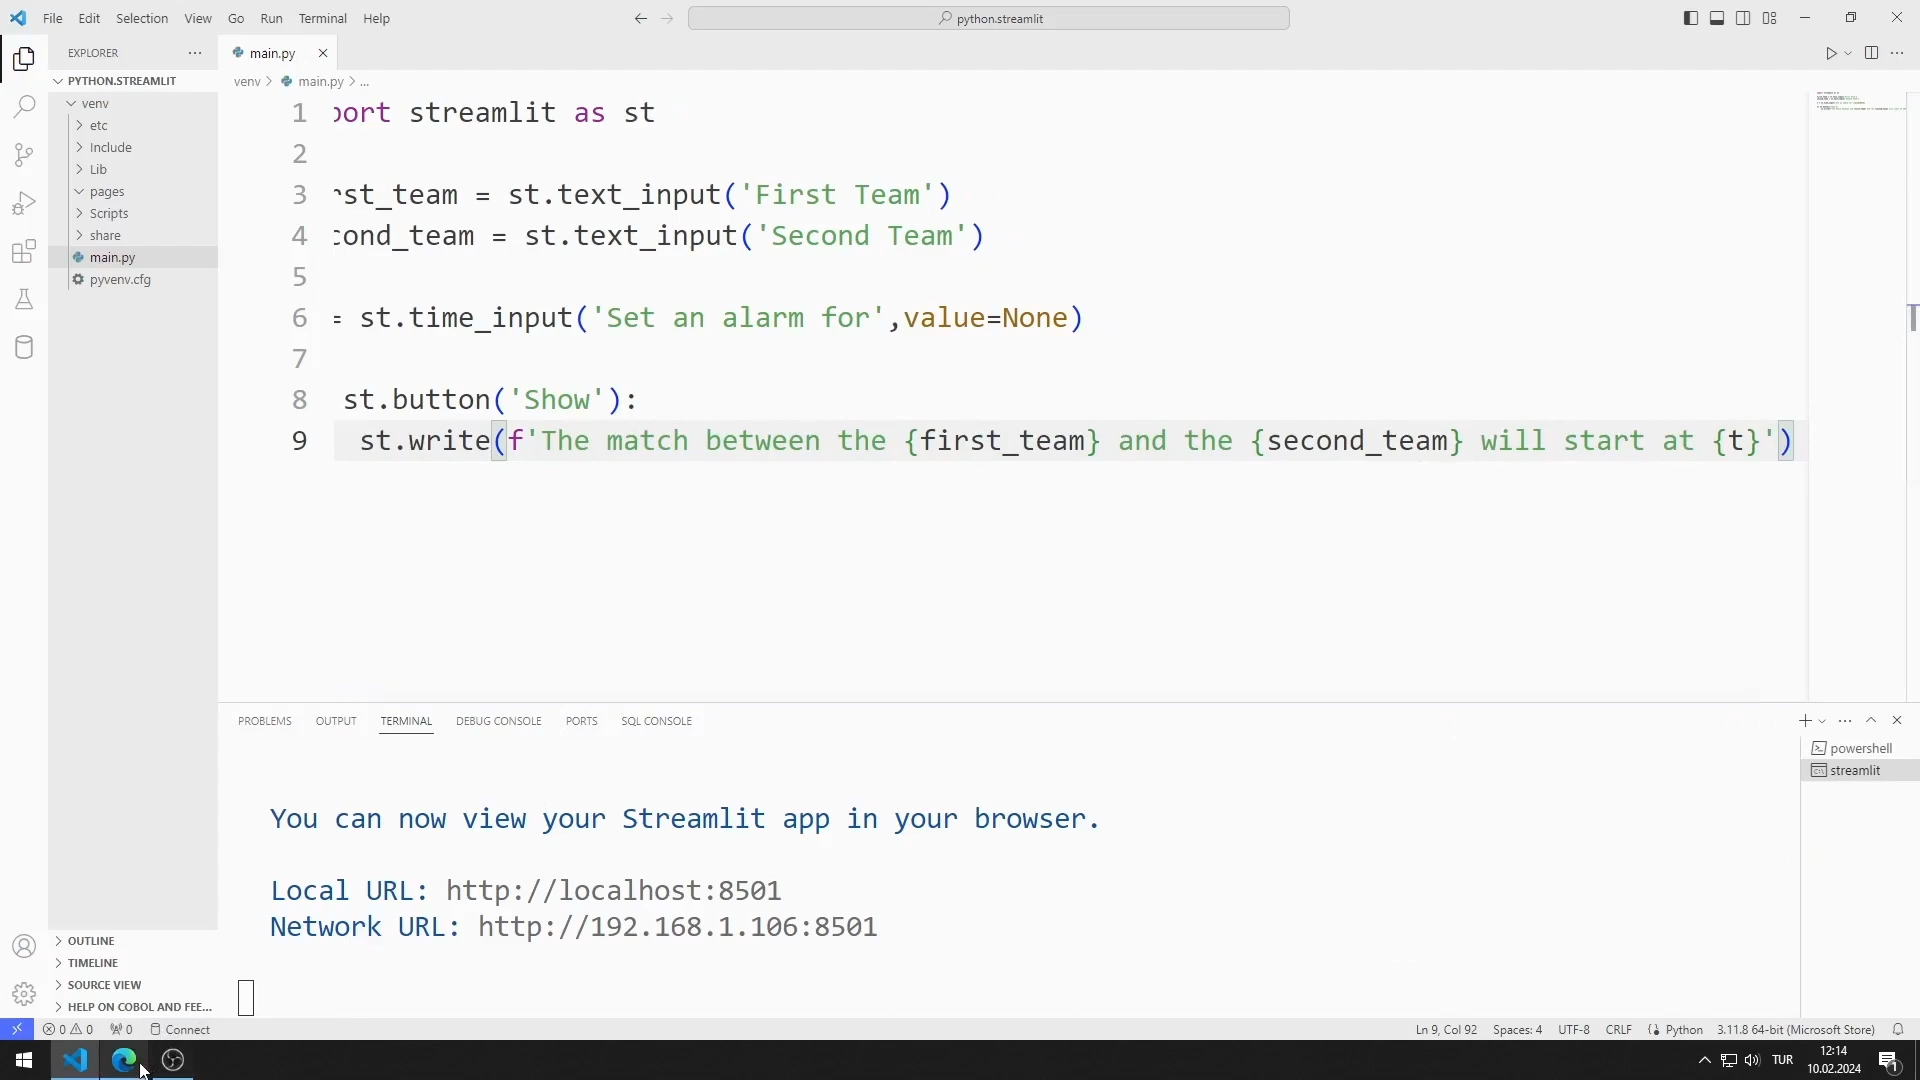 File Edit Selection View Go Run Terminal Help
python.streamlit
EXPLORER
main.py
PYTHON.STREAMLIT
venv > main.py > ...
venv
etc
Include
Lib
pages
Scripts
share
main.py
pyvenv.cfg
1 port streamlit as st
2
3 rst_team = st.text_input('First Team')
4 cond_team = st.text_input('Second Team')
5
6 = st.time_input('Set an alarm for',value=None)
7
8 st.button('Show'):
9 st.write(f'The match between the {first_team} and the {second_team} will start at {t}')
PROBLEMS OUTPUT TERMINAL DEBUG CONSOLE PORTS SQL CONSOLE
powershell
streamlit
You can now view your Streamlit app in your browser.
Local URL: http://localhost:8501
Network URL: http://192.168.1.106:8501
OUTLINE
TIMELINE
SOURCE VIEW
HELP ON COBOL AND FEE...
0 0 0 Connect
Ln 9, Col 92 Spaces: 4 UTF-8 CRLF Python 3.11.8 64-bit (Microsoft Store)
TUR
12:14
10.02.2024
1